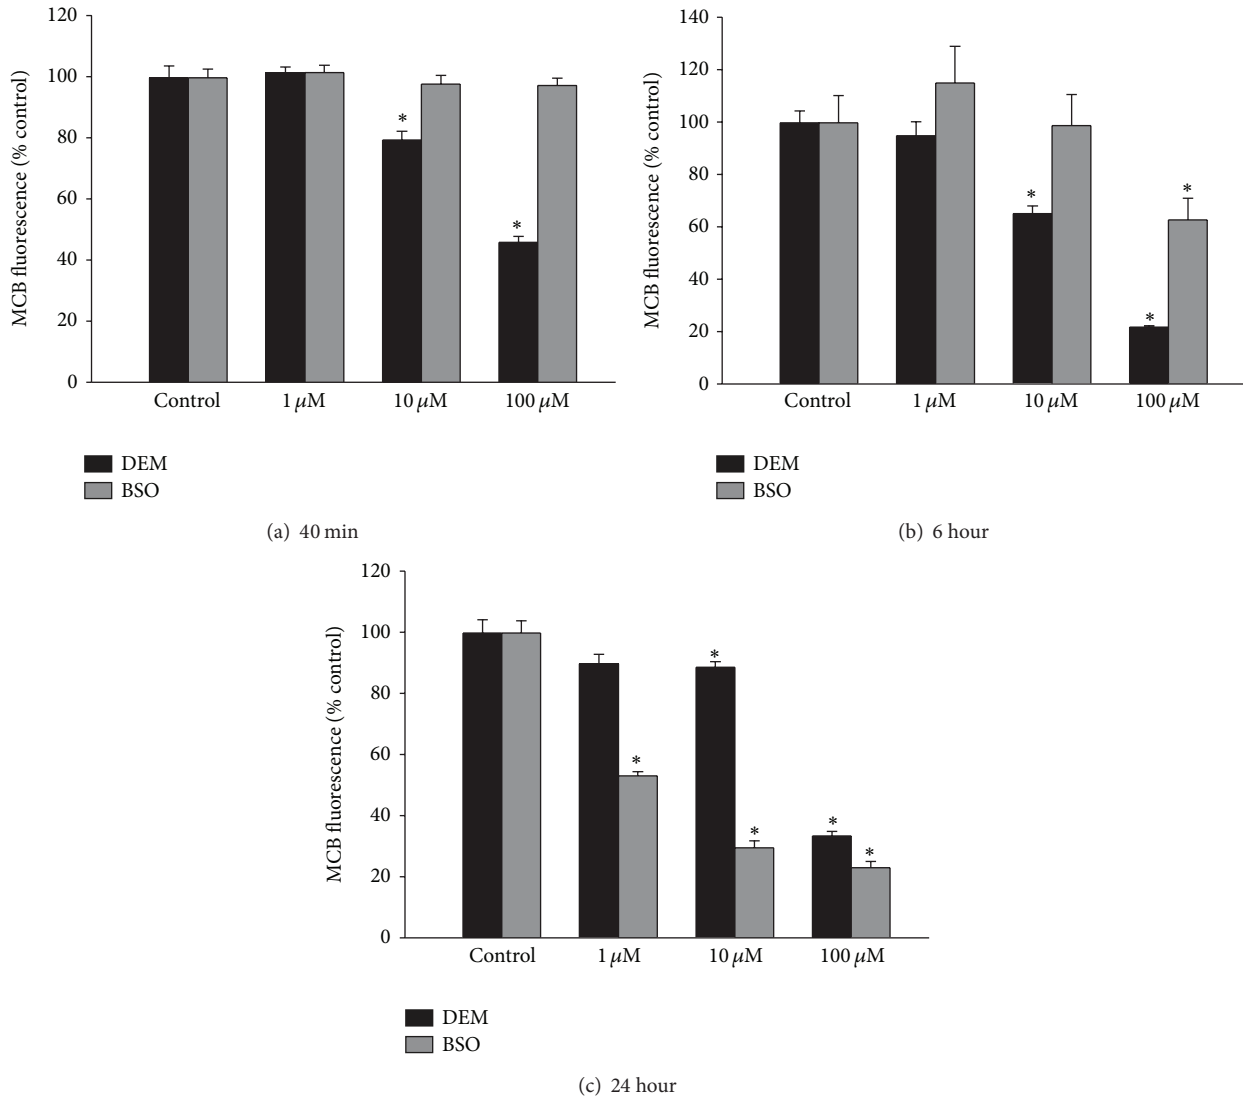 MCB fluorescence (% control)
120
100
80
60
40
20
0
*
*
Control 1 μM 10 μM 100 μM
DEM
BSO
(a) 40 min
MCB fluorescence (% control)
140
120
100
80
60
40
20
0
*
*
*
Control 1 μM 10 μM 100 μM
DEM
BSO
(b) 6 hour
MCB fluorescence (% control)
120
100
80
60
40
20
0
*
*
*
*
*
Control 1 μM 10 μM 100 μM
DEM
BSO
(c) 24 hour